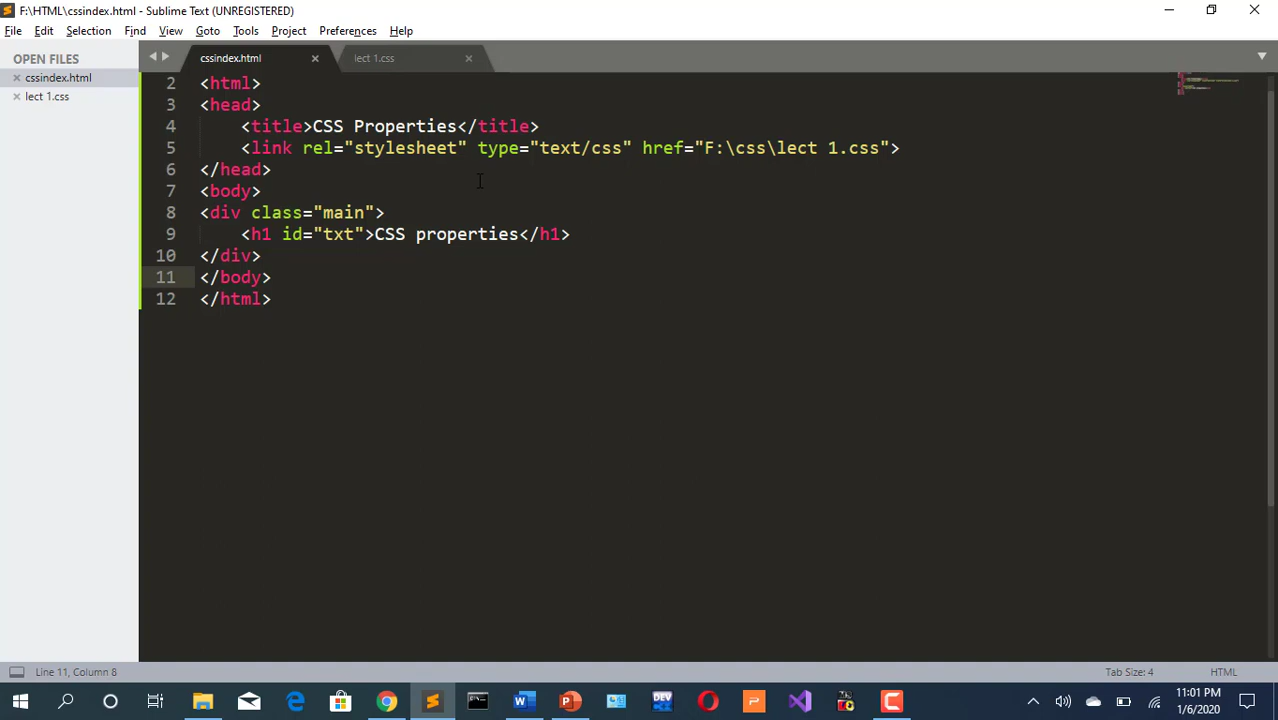 F:\HTML\cssindex.html - Sublime Text (UNREGISTERED)
File Edit Selection Find View Goto Tools Project Preferences Help
OPEN FILES
cssindex.html
lect 1.css
cssindex.html
lect 1.css
2 <html>
3 <head>
4 <title>CSS Properties</title>
5 <link rel="stylesheet" type="text/css" href="F:\css\lect 1.css">
6 </head>
7 <body>
8 <div class="main">
9 <h1 id="txt">CSS properties</h1>
10 </div>
11 </body>
12 </html>
Line 11, Column 8
Tab Size: 4
HTML
11:01 PM
1/6/2020